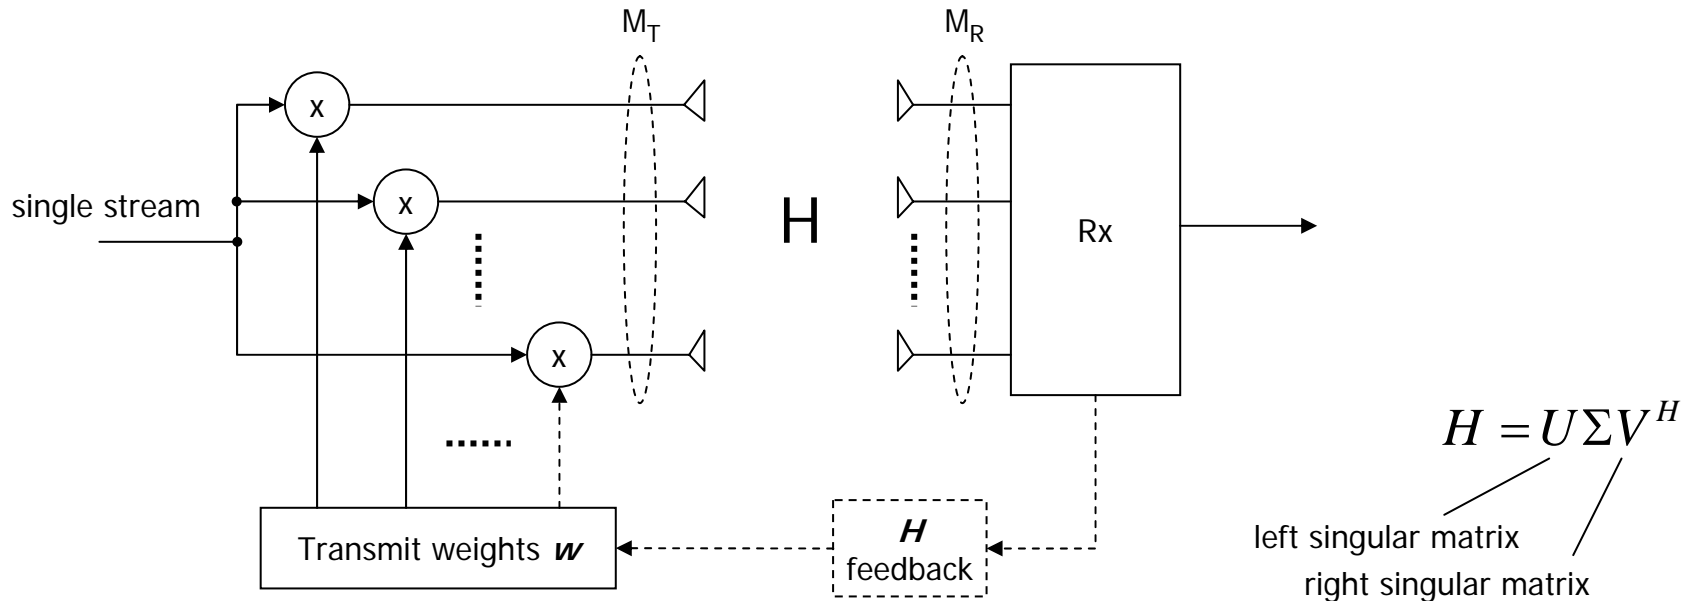 M_T
M_R
x
single stream
x
H
Rx
x
H = UΣV^H
Transmit weights w
H
feedback
left singular matrix
right singular matrix